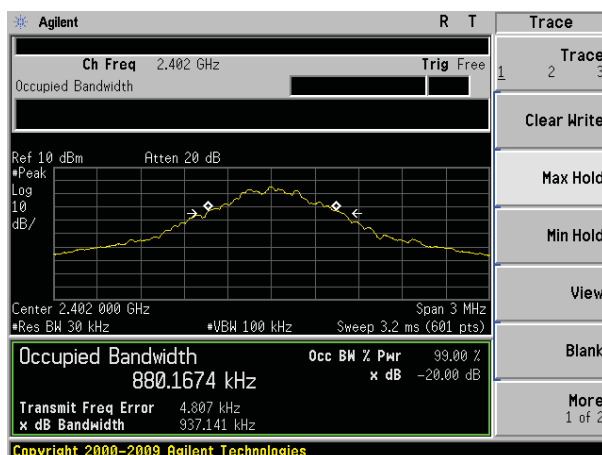 Agilent R T Trace
Ch Freq 2.402 GHz Trig Free
Occupied Bandwidth
Trace
1 2 3
Clear Write
Max Hold
Min Hold
View
Blank
More
1 of 2
Ref 10 dBm Atten 20 dB
#Peak
Log
10
dB/
Center 2.402 000 GHz Span 3 MHz
#Res BW 30 kHz #VBW 100 kHz Sweep 3.2 ms (601 pts)
Occupied Bandwidth Occ BW % Pwr 99.00 %
880.1674 kHz x dB -20.00 dB
Transmit Freq Error 4.807 kHz
x dB Bandwidth 937.141 kHz
Copyright 2000-2009 Agilent Technologies